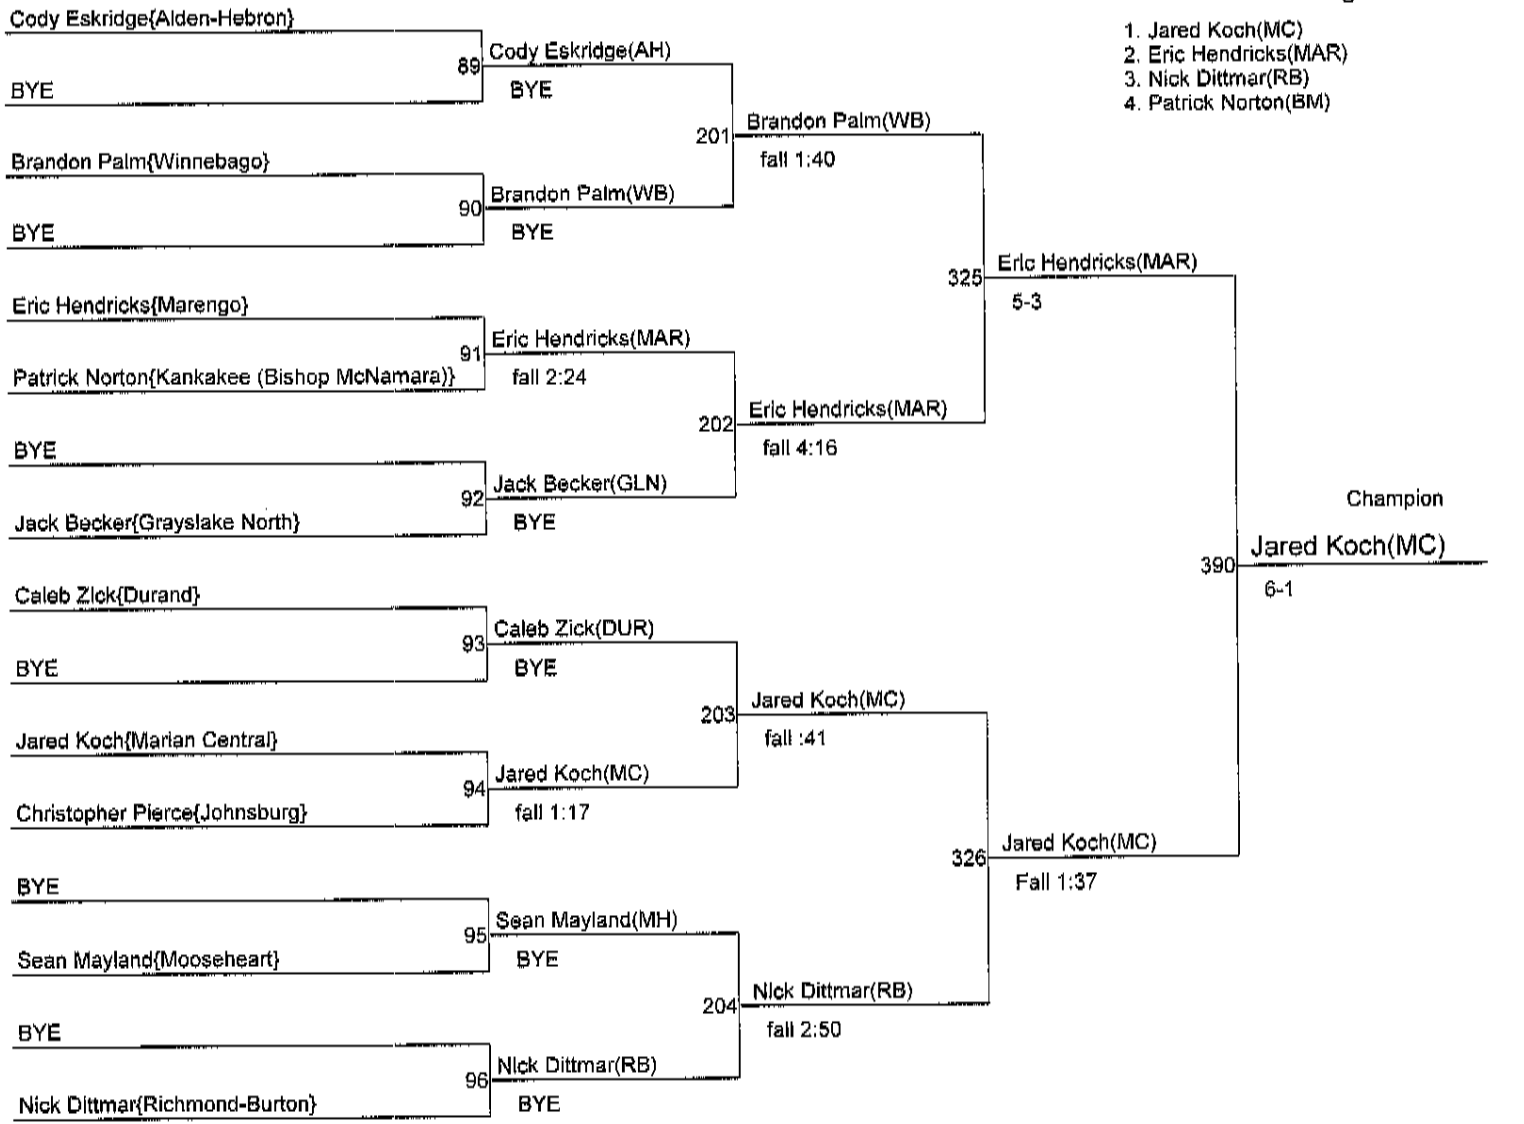 Cody Eskridge{Alden-Hebron}
BYE
Brandon Palm{Winnebago}
BYE
Eric Hendricks{Marengo}
Patrick Norton{Kankakee (Bishop McNamara)}
BYE
Jack Becker{Grayslake North}
Caleb Zick{Durand}
BYE
Jared Koch{Marian Central}
Christopher Pierce{Johnsburg}
BYE
Sean Mayland{Mooseheart}
BYE
Nick Dittmar{Richmond-Burton}
89 Cody Eskridge(AH)
BYE
90 Brandon Palm(WB)
BYE
91 Eric Hendricks(MAR)
fall 2:24
92 Jack Becker(GLN)
BYE
93 Caleb Zick(DUR)
BYE
94 Jared Koch(MC)
fall 1:17
95 Sean Mayland(MH)
BYE
96 Nick Dittmar(RB)
BYE
201 Brandon Palm(WB)
fall 1:40
202 Eric Hendricks(MAR)
fall 4:16
203 Jared Koch(MC)
fall :41
204 Nick Dittmar(RB)
fall 2:50
325 Eric Hendricks(MAR)
5-3
326 Jared Koch(MC)
Fall 1:37
Champion
390 Jared Koch(MC)
6-1
1. Jared Koch(MC)
2. Eric Hendricks(MAR)
3. Nick Dittmar(RB)
4. Patrick Norton(BM)